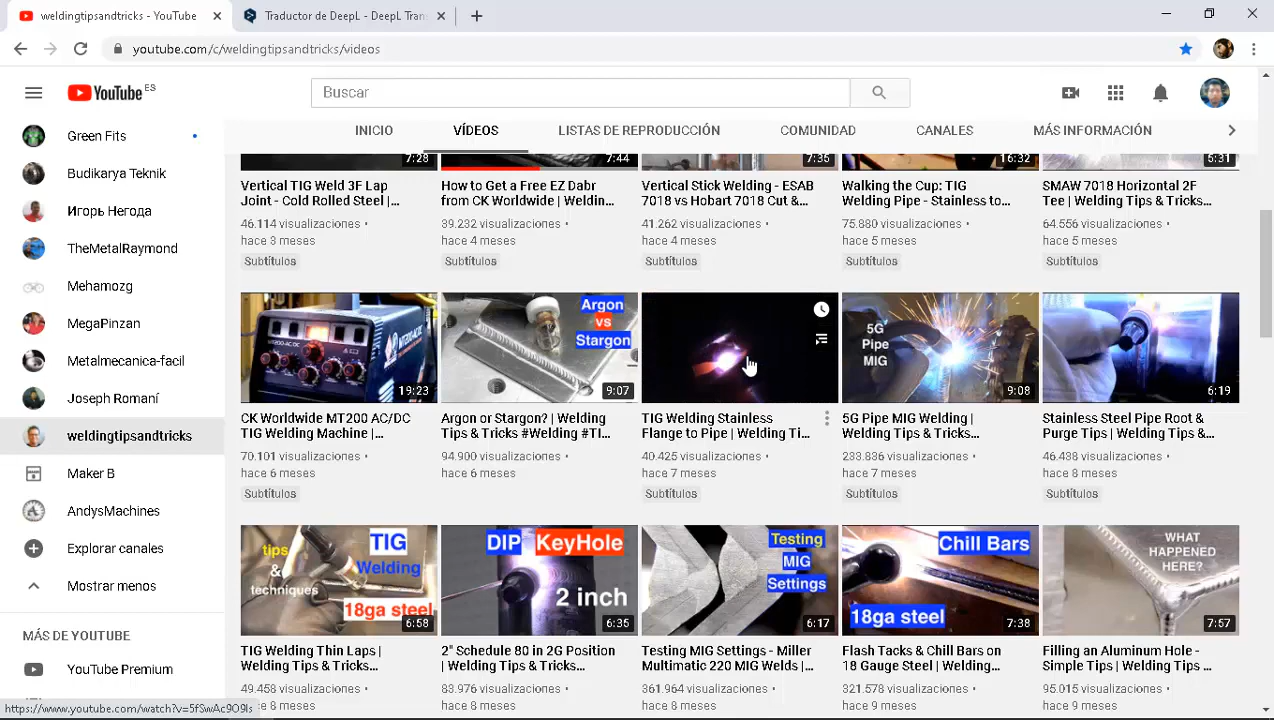 weldingtipsandtricks - YouTube
Traductor de DeepL - DeepL Tran
youtube.com/c/weldingtipsandtricks/videos
YouTube ES
Buscar
INICIO
VÍDEOS
LISTAS DE REPRODUCCIÓN
COMUNIDAD
CANALES
MÁS INFORMACIÓN
Green Fits
Budikarya Teknik
Игорь Негода
TheMetalRaymond
Mehamozg
MegaPinzan
Metalmecanica-facil
Joseph Romaní
weldingtipsandtricks
Maker B
AndysMachines
Explorar canales
Mostrar menos
MÁS DE YOUTUBE
YouTube Premium
https://www.youtube.com/watch?v=5fSwAc9O9Is
7:28
7:44
7:35
16:32
5:31
Vertical TIG Weld 3F Lap
Joint - Cold Rolled Steel |...
46.114 visualizaciones •
hace 3 meses
Subtítulos
How to Get a Free EZ Dabr
from CK Worldwide | Weldin...
39.232 visualizaciones •
hace 4 meses
Subtítulos
Vertical Stick Welding - ESAB
7018 vs Hobart 7018 Cut &...
41.262 visualizaciones •
hace 4 meses
Subtítulos
Walking the Cup: TIG
Welding Pipe - Stainless to...
75.880 visualizaciones •
hace 5 meses
Subtítulos
SMAW 7018 Horizontal 2F
Tee | Welding Tips & Tricks...
64.556 visualizaciones •
hace 5 meses
Subtítulos
19:23
Argon
vs
Stargon
9:07
5G
Pipe
MIG
9:08
6:19
CK Worldwide MT200 AC/DC
TIG Welding Machine |...
70.101 visualizaciones •
hace 6 meses
Subtítulos
Argon or Stargon? | Welding
Tips & Tricks #Welding #TI...
94.900 visualizaciones •
hace 6 meses
TIG Welding Stainless
Flange to Pipe | Welding Ti...
40.425 visualizaciones •
hace 7 meses
Subtítulos
5G Pipe MIG Welding |
Welding Tips & Tricks...
233.836 visualizaciones •
hace 7 meses
Subtítulos
Stainless Steel Pipe Root &
Purge Tips | Welding Tips &...
46.438 visualizaciones •
hace 8 meses
Subtítulos
tips
&
techniques
TIG
Welding
18ga steel
6:58
DIP KeyHole
2 inch
6:35
Testing
MIG
Settings
6:17
Chill Bars
18ga steel
7:38
WHAT
HAPPENED
HERE?
7:57
TIG Welding Thin Laps |
Welding Tips & Tricks...
49.458 visualizaciones •
hace 8 meses
2" Schedule 80 in 2G Position
| Welding Tips & Tricks...
83.976 visualizaciones •
hace 8 meses
Testing MIG Settings - Miller
Multimatic 220 MIG Welds |...
361.964 visualizaciones •
hace 8 meses
Flash Tacks & Chill Bars on
18 Gauge Steel | Welding...
321.578 visualizaciones •
hace 9 meses
Filling an Aluminum Hole -
Simple Tips | Welding Tips ...
95.015 visualizaciones •
hace 9 meses